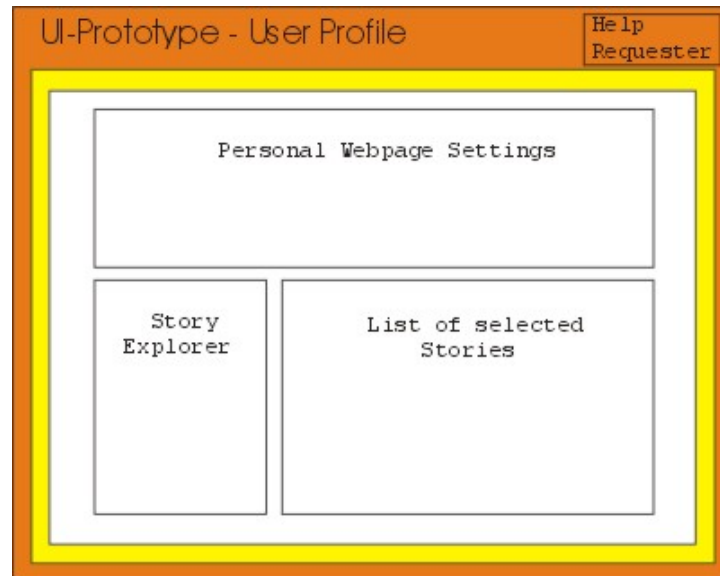 UI-Prototype - User Profile
Help
Requester
Personal Webpage Settings
Story
Explorer
List of selected
Stories